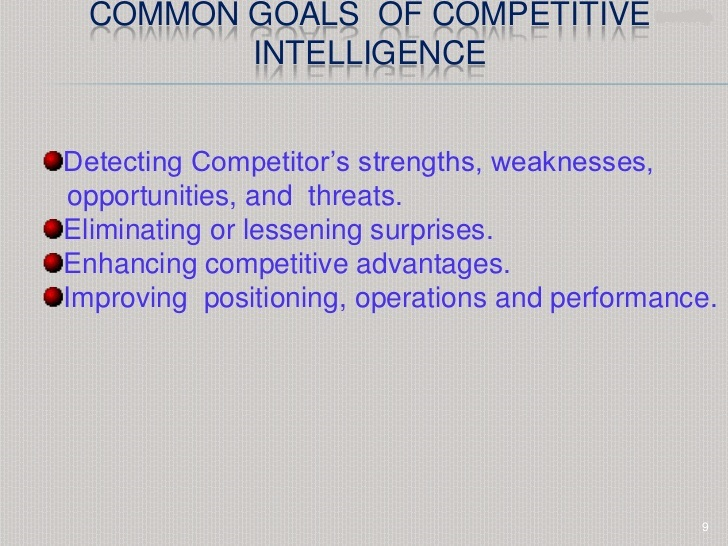 COMMON GOALS OF COMPETITIVE
INTELLIGENCE
Detecting Competitor’s strengths, weaknesses,
opportunities, and threats.
Eliminating or lessening surprises.
Enhancing competitive advantages.
Improving positioning, operations and performance.
9